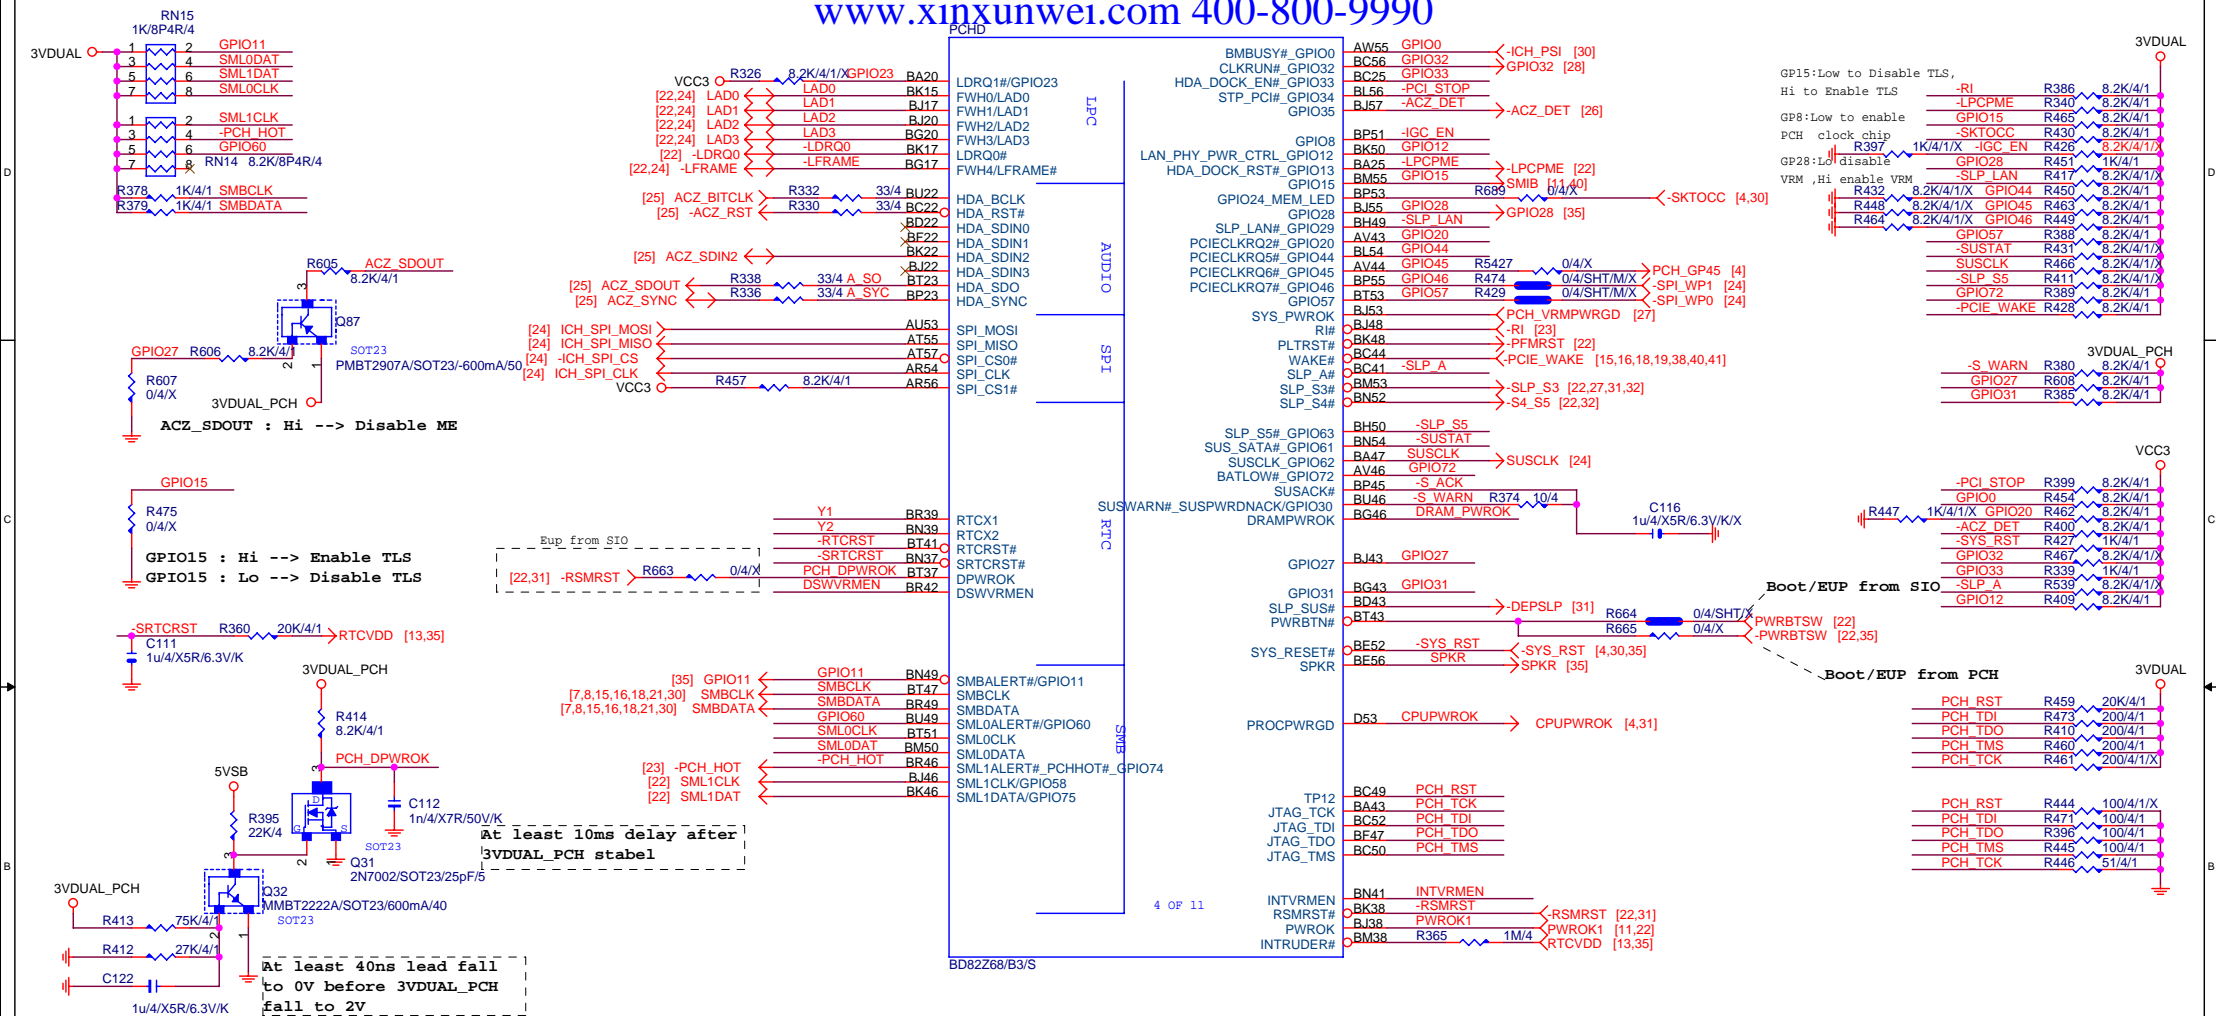 www.xinxunwei.com 400-800-9990
RN15
1K/8P4R/4
3VDUAL
1 2 GPIO11
3 4 SML0DAT
5 6 SML1DAT
7 8 SML0CLK
1 2 SML1CLK
3 4 -PCH_HOT
5 6 GPIO60
7 8 RN14 8.2K/8P4R/4
R378 1K/4/1 SMBCLK
R379 1K/4/1 SMBDATA
R605 ACZ_SDOUT
8.2K/4/1
3
Q87
SOT23
PMBT2907A/SOT23/-600mA/50
GPIO27 R606 8.2K/4/1
2 1
R607
0/4/X
3VDUAL_PCH
ACZ_SDOUT : Hi --> Disable ME
GPIO15
R475
0/4/X
GPIO15 : Hi --> Enable TLS
GPIO15 : Lo --> Disable TLS
-SRTCRST R360 20K/4/1 RTCVDD [13,35]
C111
1u/4/X5R/6.3V/K
3VDUAL_PCH
R414
8.2K/4/1
PCH_DPWROK
3
5VSB
D
G S
C112
1n/4/X7R/50V/K
R395
22K/4
SOT23
2 1
Q31
2N7002/SOT23/25pF/5
At least 10ms delay after
3VDUAL_PCH stabel
3
3VDUAL_PCH
Q32
MMBT2222A/SOT23/600mA/40
SOT23
R413 75K/4/1
2 1
R412 27K/4/1
C122
1u/4/X5R/6.3V/K
At least 40ns lead fall
to 0V before 3VDUAL_PCH
fall to 2V
PCHD
VCC3 R326 8.2K/4/1/X GPIO23 BA20 LDRQ1#/GPIO23
[22,24] LAD0 LAD0 BK15 FWH0/LAD0
[22,24] LAD1 LAD1 BJ17 FWH1/LAD1
[22,24] LAD2 LAD2 BJ20 FWH2/LAD2
[22,24] LAD3 LAD3 BG20 FWH3/LAD3
[22] -LDRQ0 -LDRQ0 BK17 LDRQ0#
[22,24] -LFRAME -LFRAME BG17 FWH4/LFRAME#
LPC
[25] ACZ_BITCLK R332 33/4 BU22 HDA_BCLK
[25] -ACZ_RST R330 33/4 BC22 HDA_RST#
BD22 HDA_SDIN0
BF22 HDA_SDIN1
[25] ACZ_SDIN2 BK22 HDA_SDIN2
BJ22 HDA_SDIN3
[25] ACZ_SDOUT R338 33/4 A_SO BT23 HDA_SDO
[25] ACZ_SYNC R336 33/4 A_SYC BP23 HDA_SYNC
AUDIO
[24] ICH_SPI_MOSI AU53 SPI_MOSI
[24] ICH_SPI_MISO AT55 SPI_MISO
[24] -ICH_SPI_CS AT57 SPI_CS0#
[24] ICH_SPI_CLK AR54 SPI_CLK
VCC3 R457 8.2K/4/1 AR56 SPI_CS1#
SPI
Y1 BR39 RTCX1
Y2 BN39 RTCX2
Eup from SIO
-RTCRST BT41 RTCRST#
-SRTCRST BN37 SRTCRST#
[22,31] -RSMRST R663 0/4/X PCH_DPWROK BT37 DPWROK
DSWVRMEN BR42 DSWVRMEN
RTC
[35] GPIO11 GPIO11 BN49 SMBALERT#/GPIO11
[7,8,15,16,18,21,30] SMBCLK SMBCLK BT47 SMBCLK
[7,8,15,16,18,21,30] SMBDATA SMBDATA BR49 SMBDATA
GPIO60 BU49 SML0ALERT#/GPIO60
SML0CLK BT51 SML0CLK
SML0DAT BM50 SML0DATA
[23] -PCH_HOT -PCH_HOT BR46 SML1ALERT#_PCHHOT#_GPIO74
[22] SML1CLK BJ46 SML1CLK/GPIO58
[22] SML1DAT BK46 SML1DATA/GPIO75
SMB
4 OF 11
BD82Z68/B3/S
BMBUSY#_GPIO0 AW55 GPIO0 -ICH_PSI [30]
CLKRUN#_GPIO32 BC56 GPIO32 GPIO32 [28]
HDA_DOCK_EN#_GPIO33 BC25 GPIO33
STP_PCI#_GPIO34 BL56 -PCI_STOP
GPIO35 BJ57 -ACZ_DET -ACZ_DET [26]
GPIO8 BP51 -IGC_EN
LAN_PHY_PWR_CTRL_GPIO12 BK50 GPIO12
HDA_DOCK_RST#_GPIO13 BA25 -LPCPME -LPCPME [22]
GPIO15 BM55 GPIO15 SMIB [11,40]
GPIO24_MEM_LED BP53 R689 0/4/X -SKTOCC [4,30]
GPIO28 BJ55 GPIO28 GPIO28 [35]
SLP_LAN#_GPIO29 BH49 -SLP_LAN
PCIECLKRQ2#_GPIO20 AV43 GPIO20
PCIECLKRQ5#_GPIO44 BL54 GPIO44
PCIECLKRQ6#_GPIO45 AV44 GPIO45 R5427 0/4/X PCH_GP45 [4]
PCIECLKRQ7#_GPIO46 BP55 GPIO46 R474 0/4/SHT/M/X -SPI_WP1 [24]
GPIO57 BT53 GPIO57 R429 0/4/SHT/M/X -SPI_WP0 [24]
SYS_PWROK BJ53 PCH_VRMPWRGD [27]
RI# BJ48 -RI [23]
PLTRST# BK48 -PFMRST [22]
WAKE# BC44 -PCIE_WAKE [15,16,18,19,38,40,41]
SLP_A# BC41 -SLP_A
SLP_S3# BM53 -SLP_S3 [22,27,31,32]
SLP_S4# BN52 -S4_S5 [22,32]
SLP_S5#_GPIO63 BH50 -SLP_S5
SUS_SATA#_GPIO61 BN54 -SUSTAT
SUSCLK_GPIO62 BA47 SUSCLK SUSCLK [24]
BATLOW#_GPIO72 AV46 GPIO72
SUSACK# BP45 -S_ACK
SUSWARN#_SUSPWRDNACK/GPIO30 BU46 -S_WARN R374 10/4
DRAMPWROK BG46 DRAM_PWROK
C116
1u/4/X5R/6.3V/K/X
GPIO27 BJ43 GPIO27
GPIO31 BG43 GPIO31
SLP_SUS# BD43 -DEPSLP [31]
PWRBTN# BT43 R664 0/4/SHT/X PWRBTSW [22]
R665 0/4/X -PWRBTSW [22,35]
Boot/EUP from SIO
Boot/EUP from PCH
SYS_RESET# BE52 -SYS_RST -SYS_RST [4,30,35]
SPKR BE56 SPKR SPKR [35]
PROCPWRGD D53 CPUPWROK CPUPWROK [4,31]
TP12 BC49 PCH_RST
JTAG_TCK BA43 PCH_TCK
JTAG_TDI BC52 PCH_TDI
JTAG_TDO BF47 PCH_TDO
JTAG_TMS BC50 PCH_TMS
INTVRMEN BN41 INTVRMEN
RSMRST# BK38 -RSMRST -RSMRST [22,31]
PWROK BJ38 PWROK1 PWROK1 [11,22]
INTRUDER# BM38 R365 1M/4 RTCVDD [13,35]
3VDUAL
GP15:Low to Disable TLS,
Hi to Enable TLS
GP8:Low to enable
PCH clock chip
GP28:Lo disable
VRM ,Hi enable VRM
-RI R386 8.2K/4/1
-LPCPME R340 8.2K/4/1
GPIO15 R465 8.2K/4/1
-SKTOCC R430 8.2K/4/1
R397 1K/4/1/X -IGC_EN R426 8.2K/4/1/X
GPIO28 R451 1K/4/1
-SLP_LAN R417 8.2K/4/1/X
R432 8.2K/4/1/X GPIO44 R450 8.2K/4/1
R448 8.2K/4/1/X GPIO45 R463 8.2K/4/1
R464 8.2K/4/1/X GPIO46 R449 8.2K/4/1
GPIO57 R388 8.2K/4/1
-SUSTAT R431 8.2K/4/1/X
SUSCLK R466 8.2K/4/1
-SLP_S5 R411 8.2K/4/1/X
GPIO72 R389 8.2K/4/1
-PCIE_WAKE R428 8.2K/4/1
3VDUAL_PCH
-S_WARN R380 8.2K/4/1
GPIO27 R608 8.2K/4/1
GPIO31 R385 8.2K/4/1
VCC3
-PCI_STOP R399 8.2K/4/1
GPIO0 R454 8.2K/4/1
R447 1K/4/1/X GPIO20 R462 8.2K/4/1
-ACZ_DET R400 8.2K/4/1
-SYS_RST R427 1K/4/1
GPIO32 R467 8.2K/4/1/X
GPIO33 R339 1K/4/1
-SLP_A R539 8.2K/4/1/X
GPIO12 R409 8.2K/4/1
3VDUAL
PCH_RST R459 20K/4/1
PCH_TDI R473 200/4/1
PCH_TDO R410 200/4/1
PCH_TMS R460 200/4/1
PCH_TCK R461 200/4/1/X
PCH_RST R444 100/4/1/X
PCH_TDI R471 100/4/1
PCH_TDO R396 100/4/1
PCH_TMS R445 100/4/1
PCH_TCK R446 51/4/1
D
C
B
D
C
B